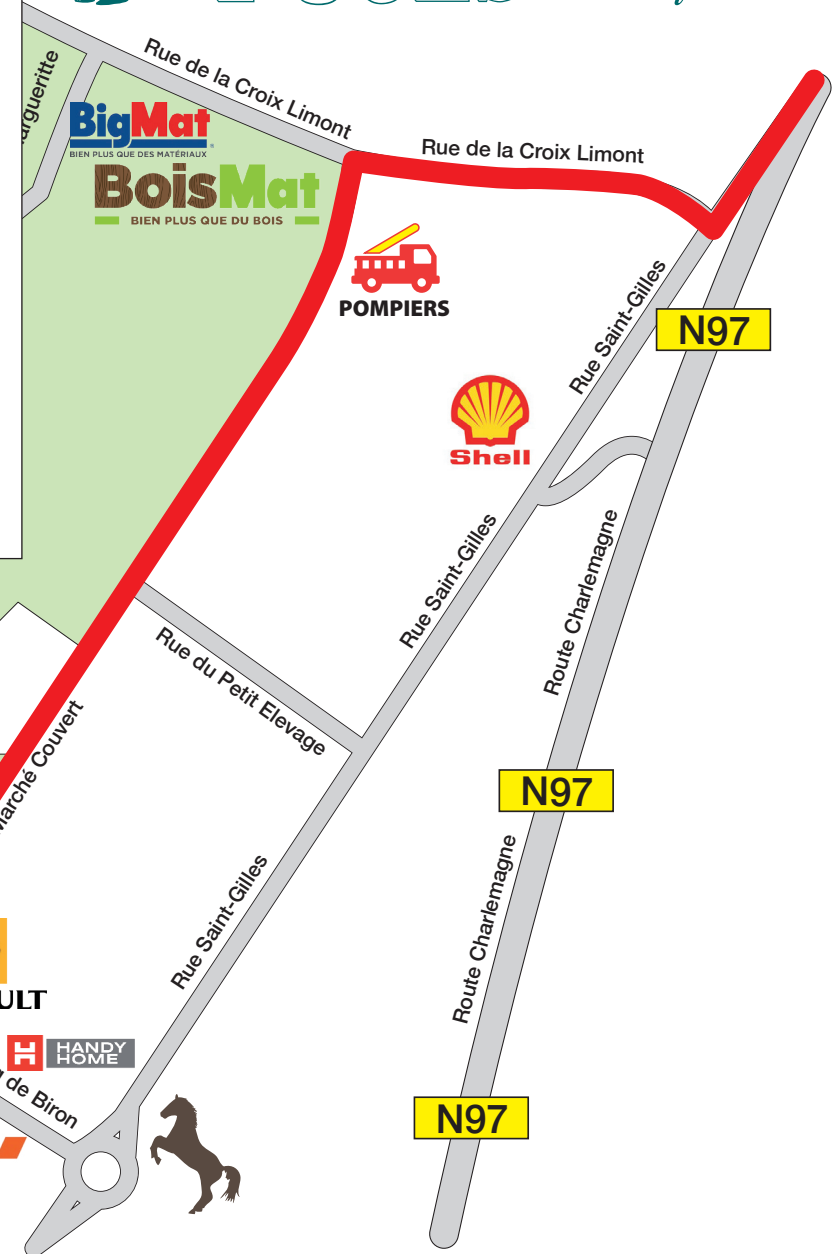 Rue de la Croix Limont
BigMat
BIEN PLUS QUE DES MATÉRIAUX
BoisMat
BIEN PLUS QUE DU BOIS
Rue de la Croix Limont
POMPIERS
Rue Saint-Gilles
N97
Shell
Rue Saint-Gilles
Route Charlemagne
Rue du Petit Elevage
Marché Couvert
N97
Rue Saint-Gilles
Route Charlemagne
HANDY
HOME
de Biron
N97